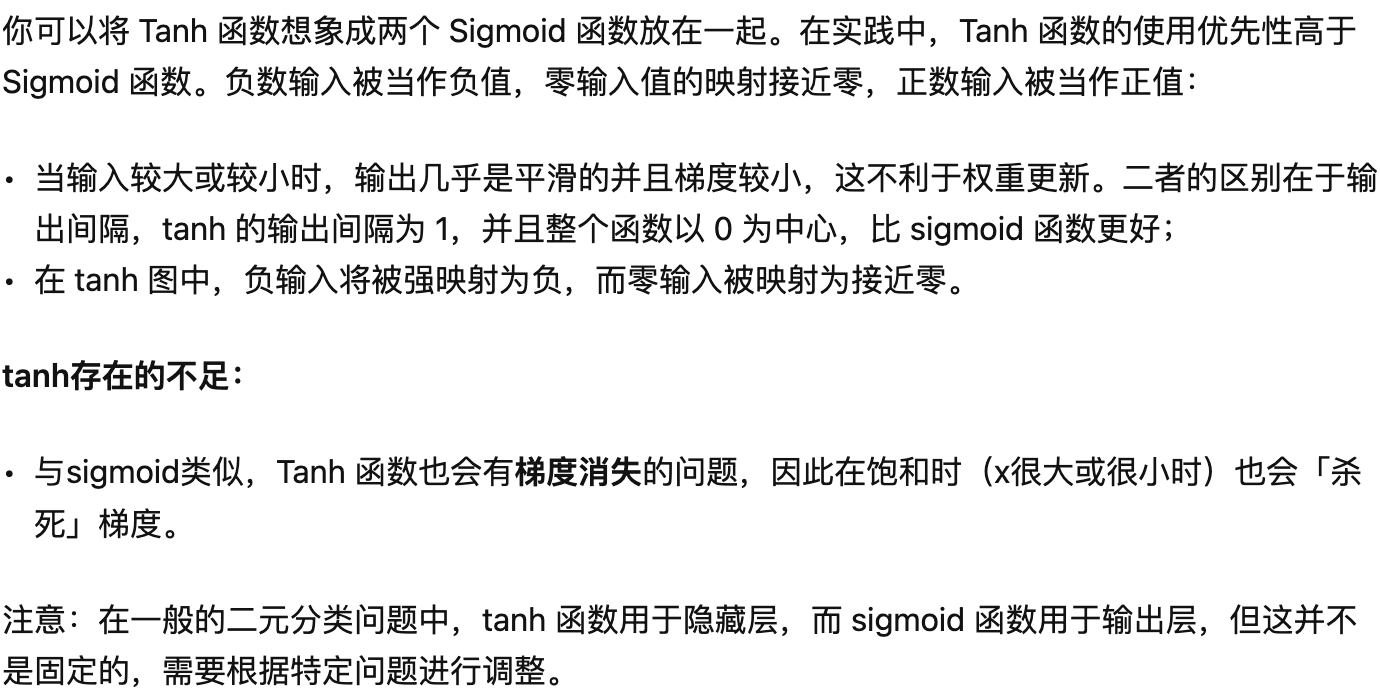 你可以将 Tanh 函数想象成两个 Sigmoid 函数放在一起。在实践中，Tanh 函数的使用优先性高于
Sigmoid 函数。负数输入被当作负值，零输入值的映射接近零，正数输入被当作正值：
• 当输入较大或较小时，输出几乎是平滑的并且梯度较小，这不利于权重更新。二者的区别在于输
出间隔，tanh 的输出间隔为 1，并且整个函数以 0 为中心，比 sigmoid 函数更好；
• 在 tanh 图中，负输入将被强映射为负，而零输入被映射为接近零。
tanh存在的不足：
• 与sigmoid类似，Tanh 函数也会有梯度消失的问题，因此在饱和时（x很大或很小时）也会「杀
死」梯度。
注意：在一般的二元分类问题中，tanh 函数用于隐藏层，而 sigmoid 函数用于输出层，但这并不
是固定的，需要根据特定问题进行调整。